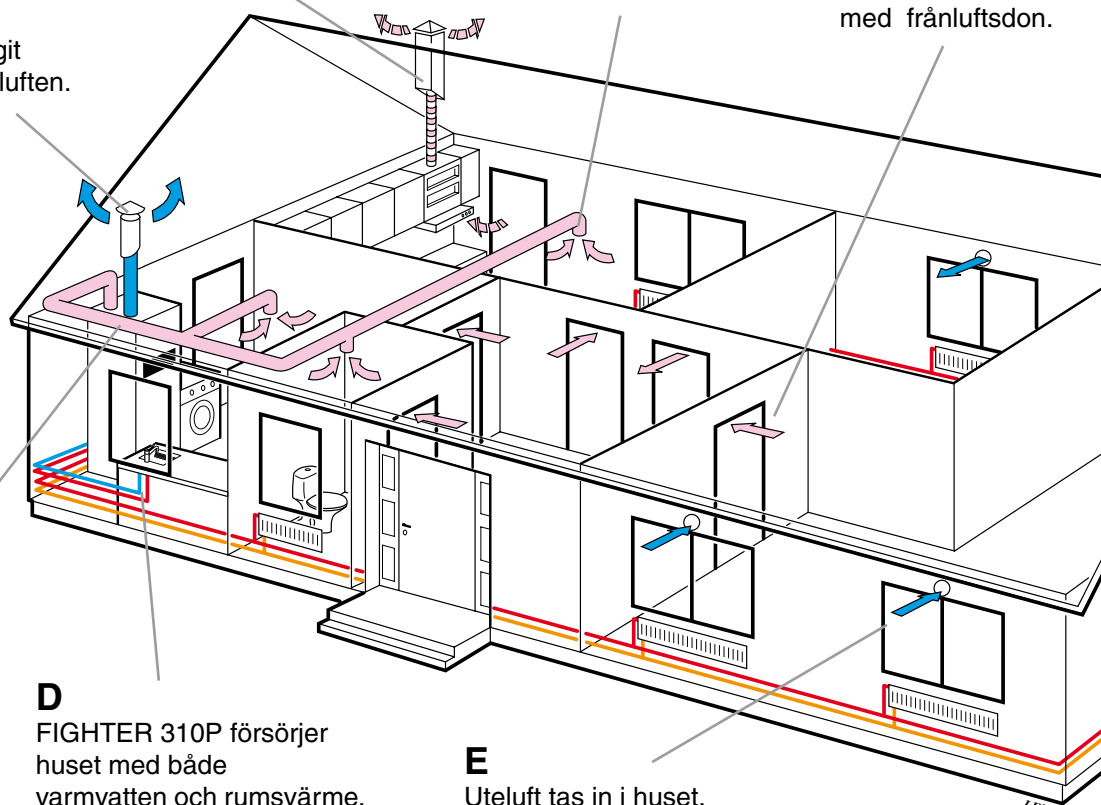 med frånluftsdon.
git
luften.
D
FIGHTER 310P försörjer
huset med både
varmvatten och rumsvärme.
E
Uteluft tas in i huset.